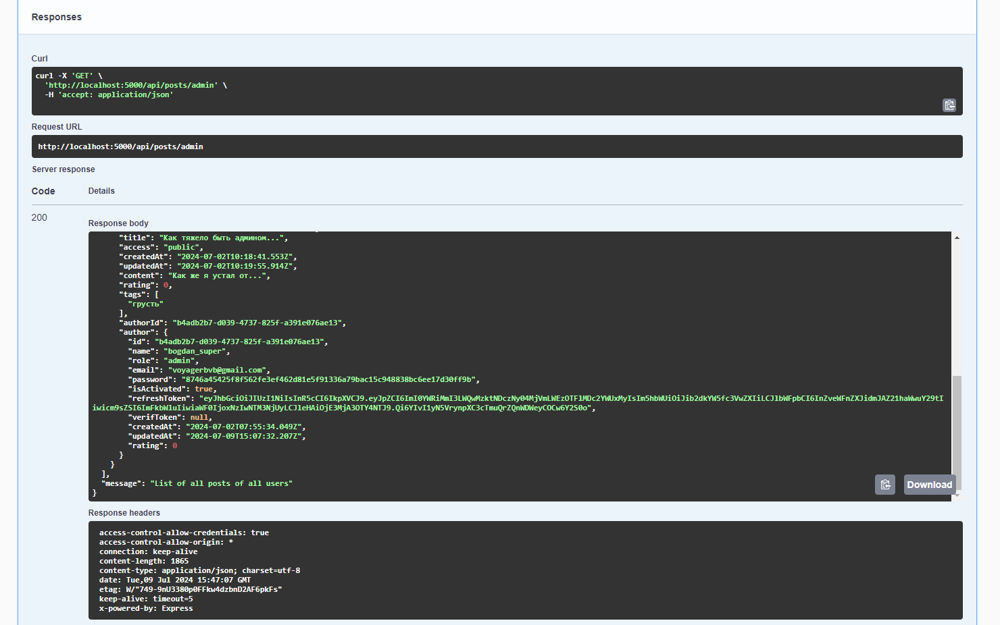 Responses
Curl
curl -X 'GET' \
'http://localhost:5000/api/posts/admin' \
-H 'accept: application/json'
Request URL
http://localhost:5000/api/posts/admin
Server response
Code Details
200
Response body
"title": "Как тяжело быть админом...",
"access": "public",
"createdAt": "2024-07-02T10:18:41.553Z",
"updatedAt": "2024-07-02T10:19:55.914Z",
"content": "Как же я устал от...",
"rating": 0,
"tags": [
"грусть"
],
"authorId": "b4adb2b7-d039-4737-825f-a391e076ae13",
"author": {
"id": "b4adb2b7-d039-4737-825f-a391e076ae13",
"name": "bogdan_super",
"role": "admin",
"email": "voyagerbvb@gmail.com",
"password": "8746a45425f8f562fe3ef462d81e5f91336a79bac15c948838bc6ee17d30ff9b",
"isActivated": true,
"refreshToken":
"verifToken": null,
"createdAt": "2024-07-02T07:55:34.049Z",
"updatedAt": "2024-07-09T15:07:32.207Z",
"rating": 0
}
}
],
"message": "List of all posts of all users"
}
Download
Response headers
access-control-allow-credentials: true
access-control-allow-origin: *
connection: keep-alive
content-length: 1865
content-type: application/json; charset=utf-8
date: Tue,09 Jul 2024 15:47:07 GMT
etag: W/"749-9nU3380p0FFkw4dzbnD2AF6pkFs"
keep-alive: timeout=5
x-powered-by: Express